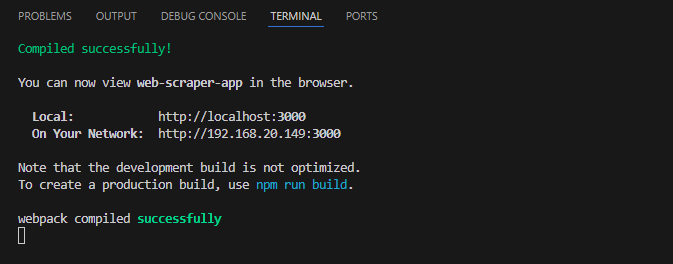 PROBLEMS OUTPUT DEBUG CONSOLE TERMINAL PORTS
Compiled successfully!
You can now view web-scraper-app in the browser.
Local: http://localhost:3000
On Your Network: http://192.168.20.149:3000
Note that the development build is not optimized.
To create a production build, use npm run build.
webpack compiled successfully